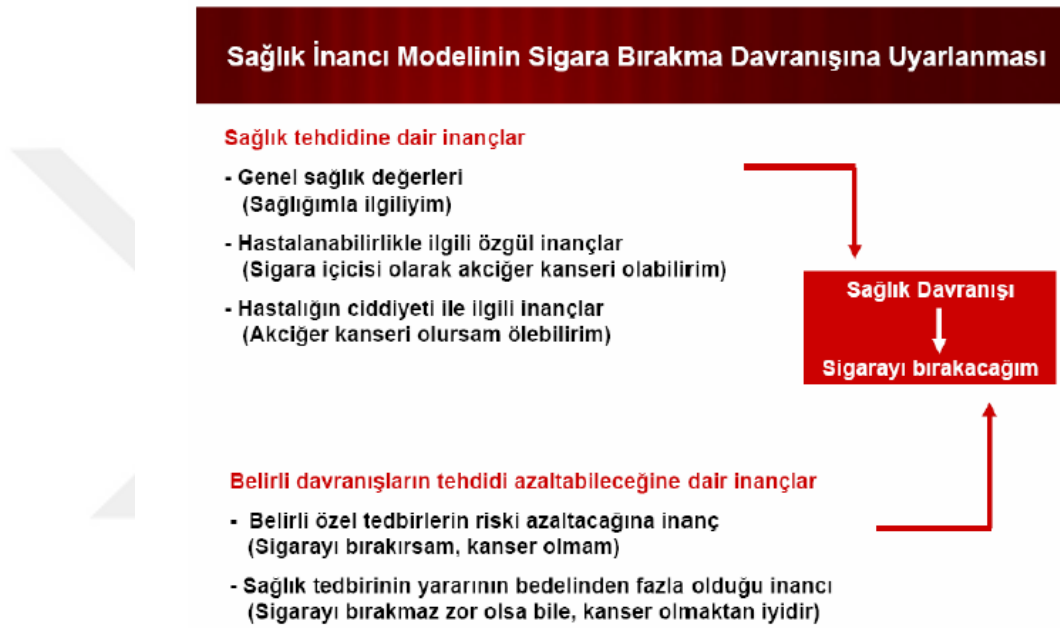 Sağlık İnancı Modelinin Sigara Bırakma Davranışına Uyarlanması
Sağlık tehdidine dair inançlar
- Genel sağlık değerleri
(Sağlığımla ilgiliyim)
- Hastalanabilirlikle ilgili özgül inançlar
(Sigara içicisi olarak akciğer kanseri olabilirim)
- Hastalığın ciddiyeti ile ilgili inançlar
(Akciğer kanseri olursam ölebilirim)
Sağlık Davranışı
Sigarayı bırakacağım
Belirli davranışların tehdidi azaltabileceğine dair inançlar
- Belirli özel tedbirlerin riski azaltacağına inanç
(Sigarayı bırakırsam, kanser olmam)
- Sağlık tedbirinin yararının bedelinden fazla olduğu inancı
(Sigarayı bırakmaz zor olsa bile, kanser olmaktan iyidir)